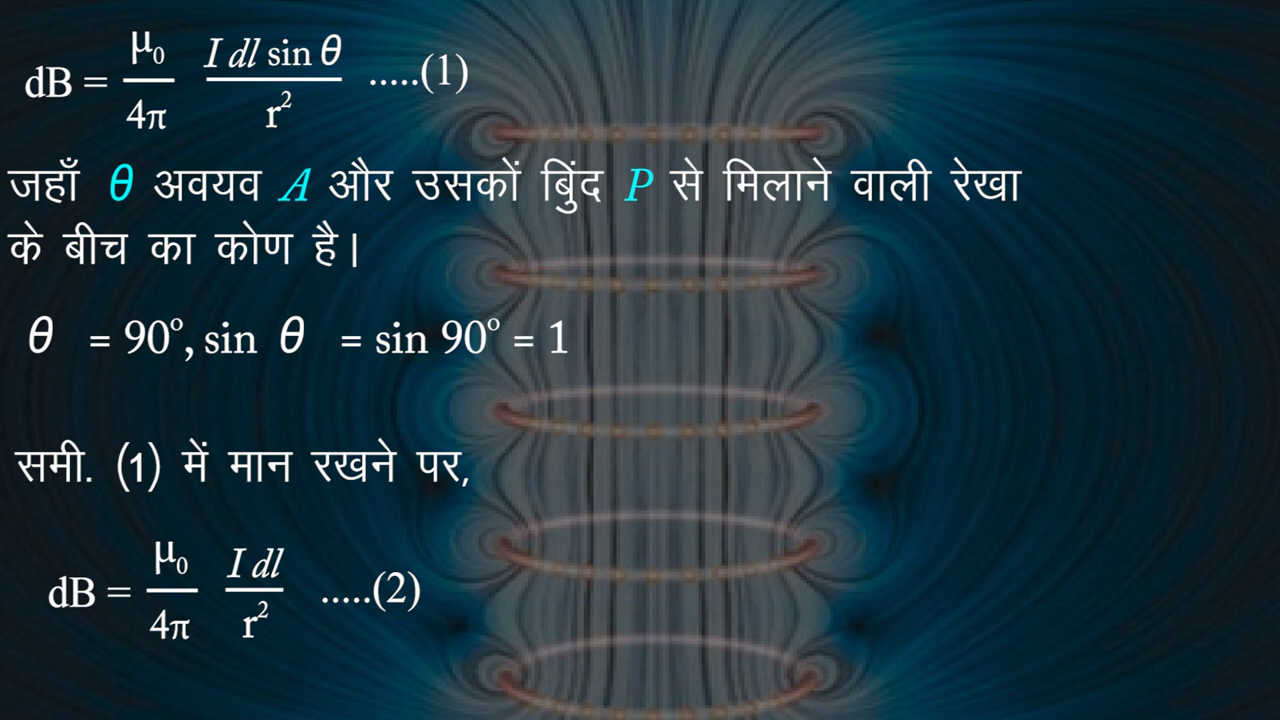 dB = μ₀/4π I dl sin θ/r² .....(1)
जहाँ θ अवयव A और उसकों बिुंद P से मिलाने वाली रेखा
के बीच का कोण है।
θ = 90°, sin θ = sin 90° = 1
समी. (1) में मान रखने पर,
dB = μ₀/4π I dl/r² .....(2)